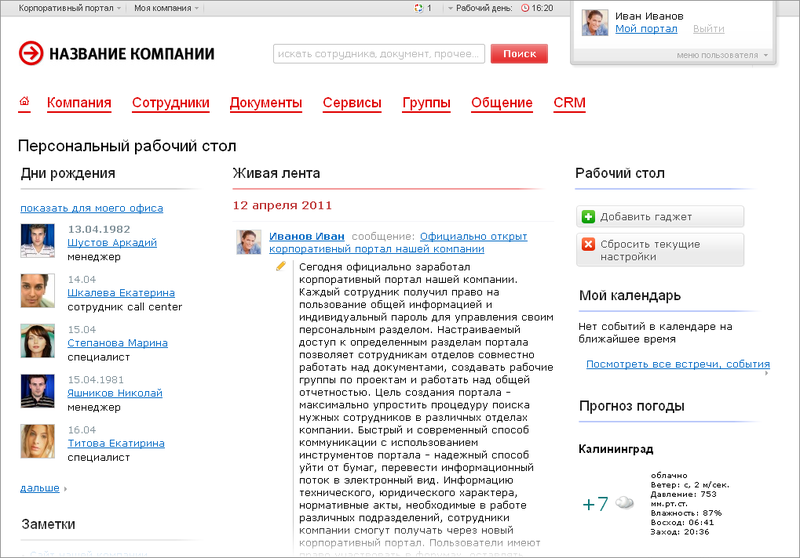 Корпоративный портал
Моя компания
1
Рабочий день:
16:20
Иван Иванов
Мой портал
Выйти
меню пользователя
НАЗВАНИЕ КОМПАНИИ
искать сотрудника, документ, прочее...
Поиск
Компания
Сотрудники
Документы
Сервисы
Группы
Общение
CRM
Персональный рабочий стол
Дни рождения
показать для моего офиса
13.04.1982
Шустов Аркадий
менеджер
14.04
Шкалева Екатерина
сотрудник call center
15.04
Степанова Марина
специалист
15.04.1981
Яшников Николай
менеджер
16.04
Титова Екатирина
специалист
дальше
Заметки
Сайт нашей компании
Живая лента
12 апреля 2011
Иванов Иван сообщение: Официально открыт
корпоративный портал нашей компании
Сегодня официально заработал
корпоративный портал нашей компании.
Каждый сотрудник получил право на
пользование общей информацией и
индивидуальный пароль для управления своим
персональным разделом. Настраиваемый
доступ к определенным разделам портала
позволяет сотрудникам отделов совместно
работать над документами, создавать рабочие
группы по проектам и работать над общей
отчетностью. Цель создания портала –
максимально упростить процедуру поиска
нужных сотрудников в различных отделах
компании. Быстрый и современный способ
коммуникации с использованием
инструментов портала – надежный способ
уйти от бумаг, перевести информационный
поток в электронный вид. Информацию
технического, юридического характера,
нормативные акты, необходимые в работе
различных подразделений, сотрудники
компании смогут получать через новый
корпоративный портал. Пользователи имеют
право участвовать в форумах, оставлять
Рабочий стол
Добавить гаджет
Сбросить текущие
настройки
Мой календарь
Нет событий в календаре на
ближайшее время
Посмотреть все встречи, события
Прогноз погоды
Калининград
+7
облачно
Ветер: с, 2 м/сек.
Давление: 753
мм.рт.ст.
Влажность: 87%
Восход: 06:41
Заход: 20:36